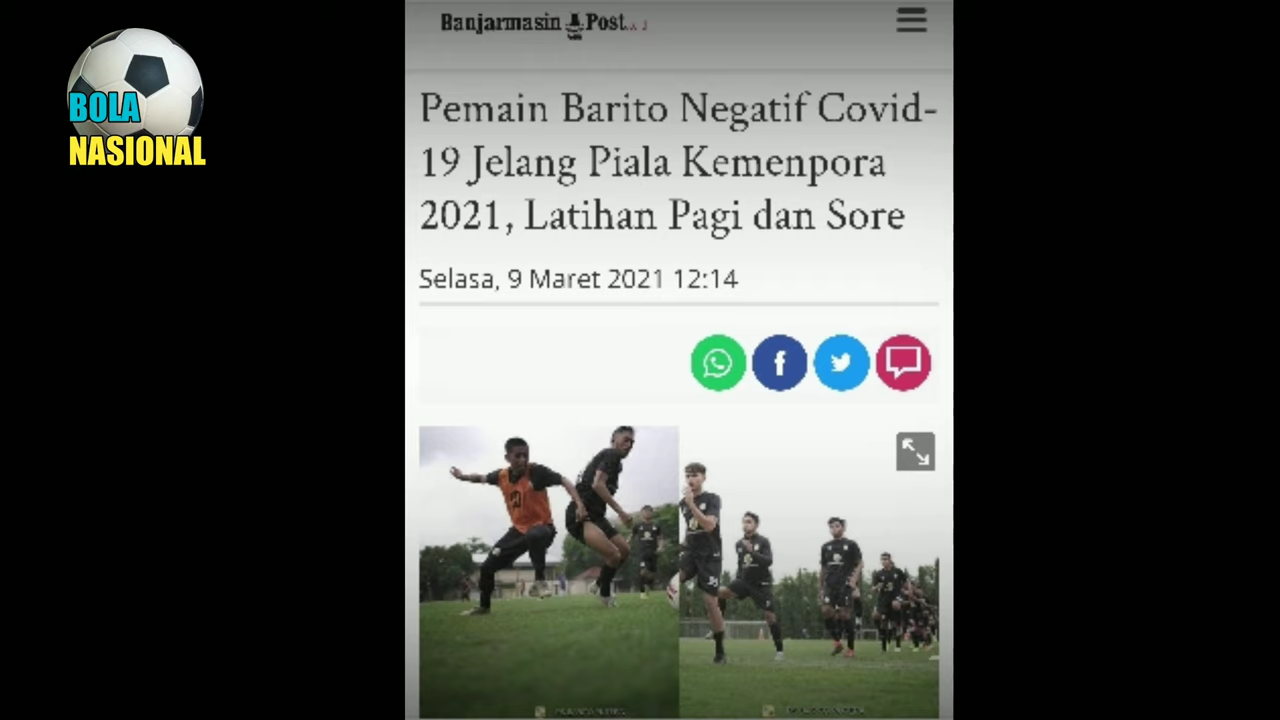 BOLA
NASIONAL
Banjarmasin Post
Pemain Barito Negatif Covid-
19 Jelang Piala Kemenpora
2021, Latihan Pagi dan Sore
Selasa, 9 Maret 2021 12:14